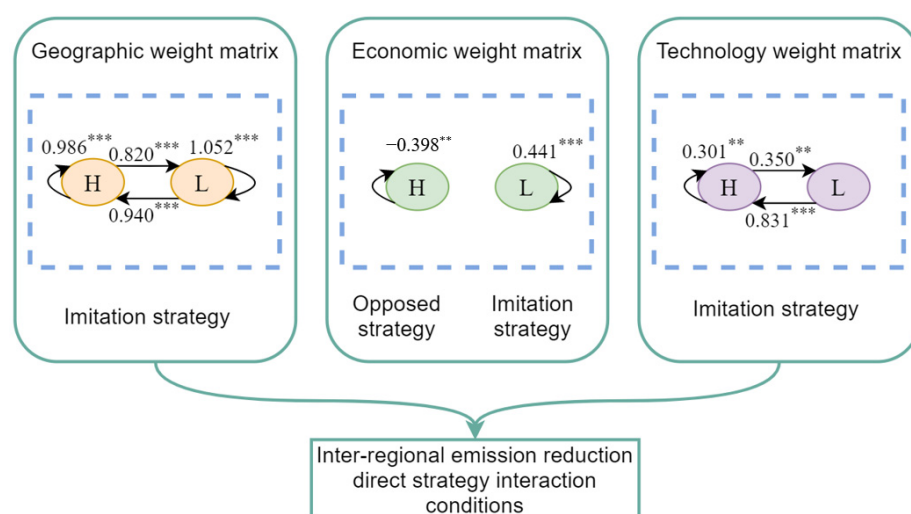 Geographic weight matrix
0.986***
0.820***
1.052***
H
L
0.940***
Imitation strategy
Economic weight matrix
−0.398**
0.441***
H
L
Opposed
strategy
Imitation
strategy
Technology weight matrix
0.301**
0.350**
H
L
0.831***
Imitation strategy
Inter-regional emission reduction
direct strategy interaction
conditions